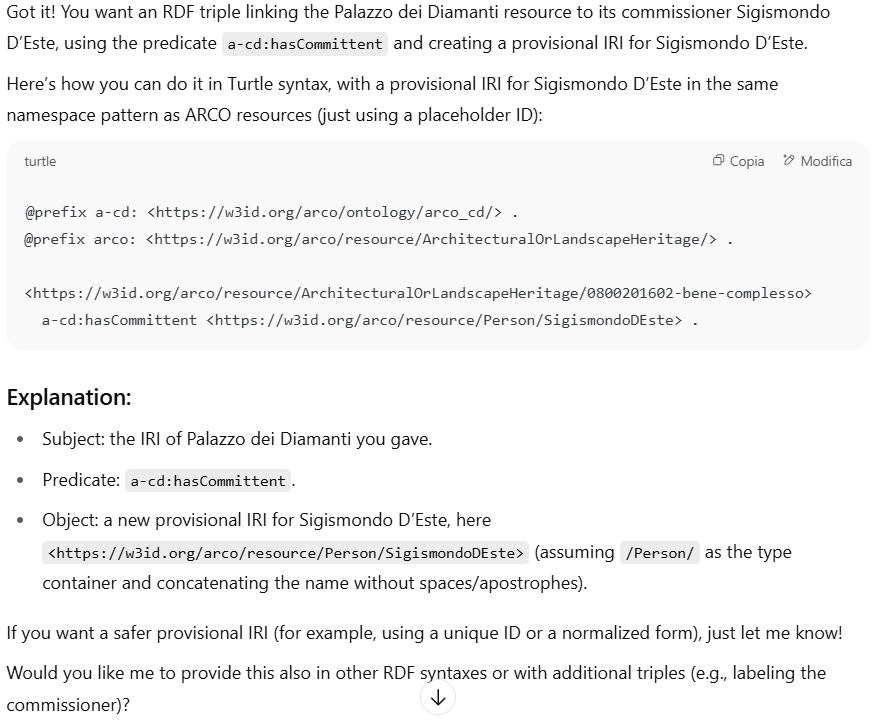 Got it! You want an RDF triple linking the Palazzo dei Diamanti resource to its commissioner Sigismondo
D’Este, using the predicate a-cd:hasCommittent and creating a provisional IRI for Sigismondo D’Este.
Here’s how you can do it in Turtle syntax, with a provisional IRI for Sigismondo D’Este in the same
namespace pattern as ARCO resources (just using a placeholder ID):
turtle Copia Modifica
@prefix a-cd: <https://w3id.org/arco/ontology/arco_cd/> .
@prefix arco: <https://w3id.org/arco/resource/ArchitecturalOrLandscapeHeritage/> .
<https://w3id.org/arco/resource/ArchitecturalOrLandscapeHeritage/0800201602-bene-complesso>
a-cd:hasCommittent <https://w3id.org/arco/resource/Person/SigismondoDEste> .
Explanation:
• Subject: the IRI of Palazzo dei Diamanti you gave.
• Predicate: a-cd:hasCommittent.
• Object: a new provisional IRI for Sigismondo D’Este, here
<https://w3id.org/arco/resource/Person/SigismondoDEste> (assuming /Person/ as the type
container and concatenating the name without spaces/apostrophes).
If you want a safer provisional IRI (for example, using a unique ID or a normalized form), just let me know!
Would you like me to provide this also in other RDF syntaxes or with additional triples (e.g., labeling the
commissioner)?